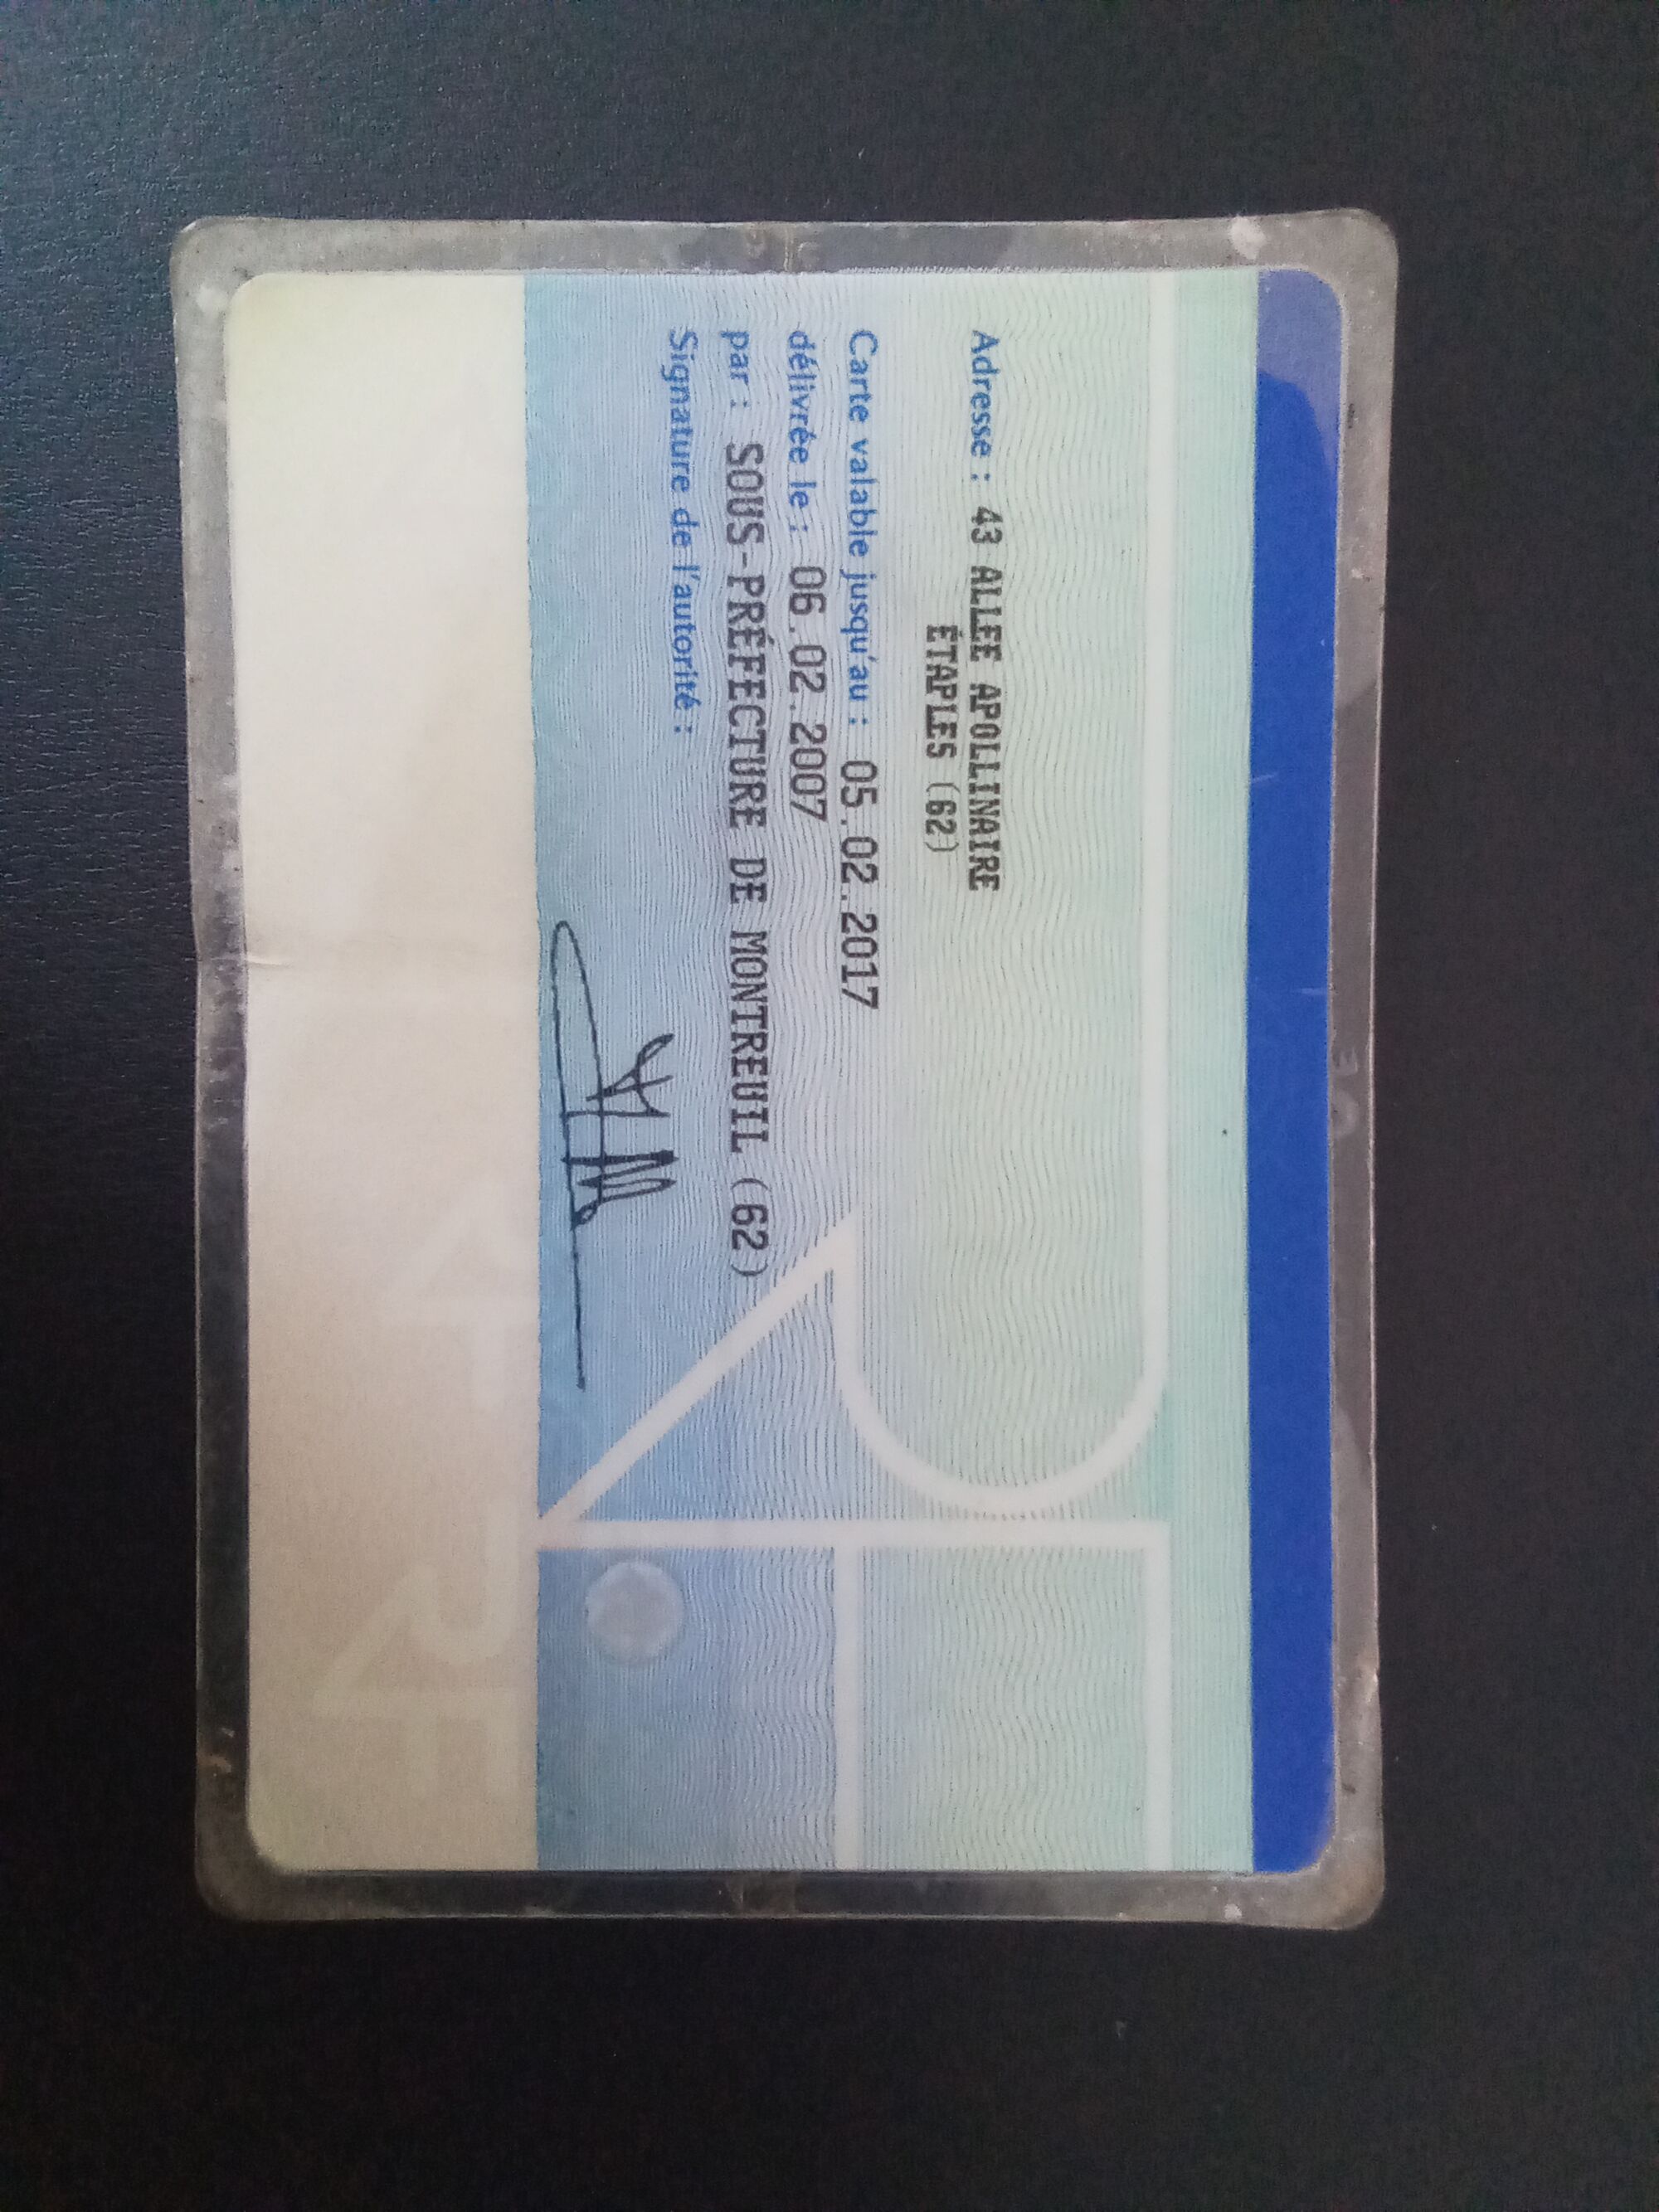 Adresse : 43 ALLEE APOLLINAIRE
ÉTAPLES (62)
Carte valable jusqu'au : 05.02.2017
délivrée le : 06.02.2007
par : SOUS-PRÉFECTURE DE MONTREUIL (62)
Signature de l'autorité :
RF